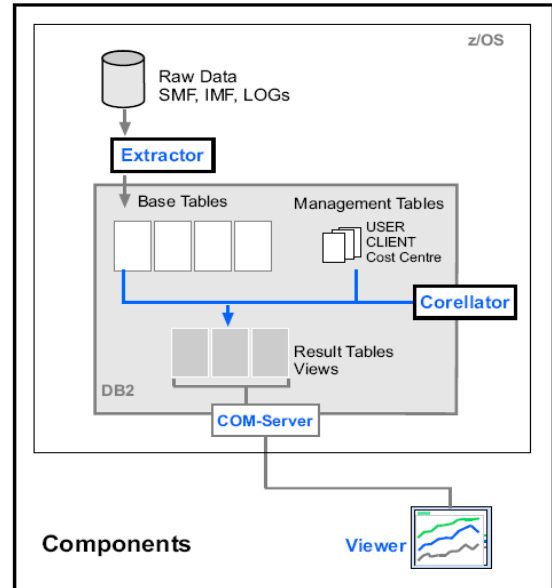 z/OS
Raw Data
SMF, IMF, LOGs
Extractor
Base Tables
Management Tables
USER
CLIENT
Cost Centre
Corellator
Result Tables
Views
DB2
COM-Server
Components
Viewer